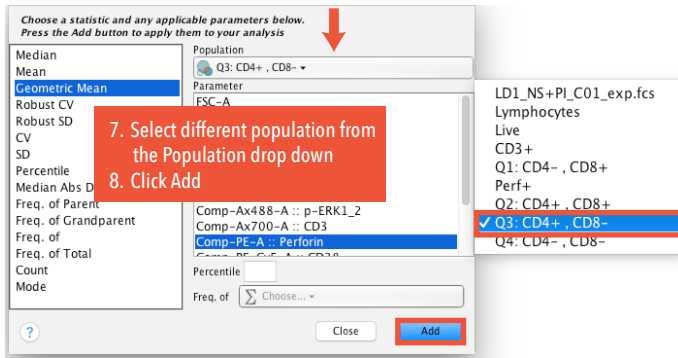 Choose a statistic and any applicable parameters below.
Press the Add button to apply them to your analysis
Median
Mean
Geometric Mean
Robust CV
Robust SD
CV
SD
Percentile
Median Abs D
Freq. of Parent
Freq. of Grandparent
Freq. of
Freq. of Total
Count
Mode
Population
Q3: CD4+ , CD8-
Parameter
FSC-A
7. Select different population from
the Population drop down
8. Click Add
Comp-Ax488-A :: p-ERK1_2
Comp-Ax700-A :: CD3
Comp-PE-A :: Perforin
Percentile
Freq. of
∑ Choose...
?
Close
Add
LD1_NS+PI_C01_exp.fcs
Lymphocytes
Live
CD3+
Q1: CD4- , CD8+
Perf+
Q2: CD4+ , CD8+
✓ Q3: CD4+ , CD8-
Q4: CD4- , CD8-